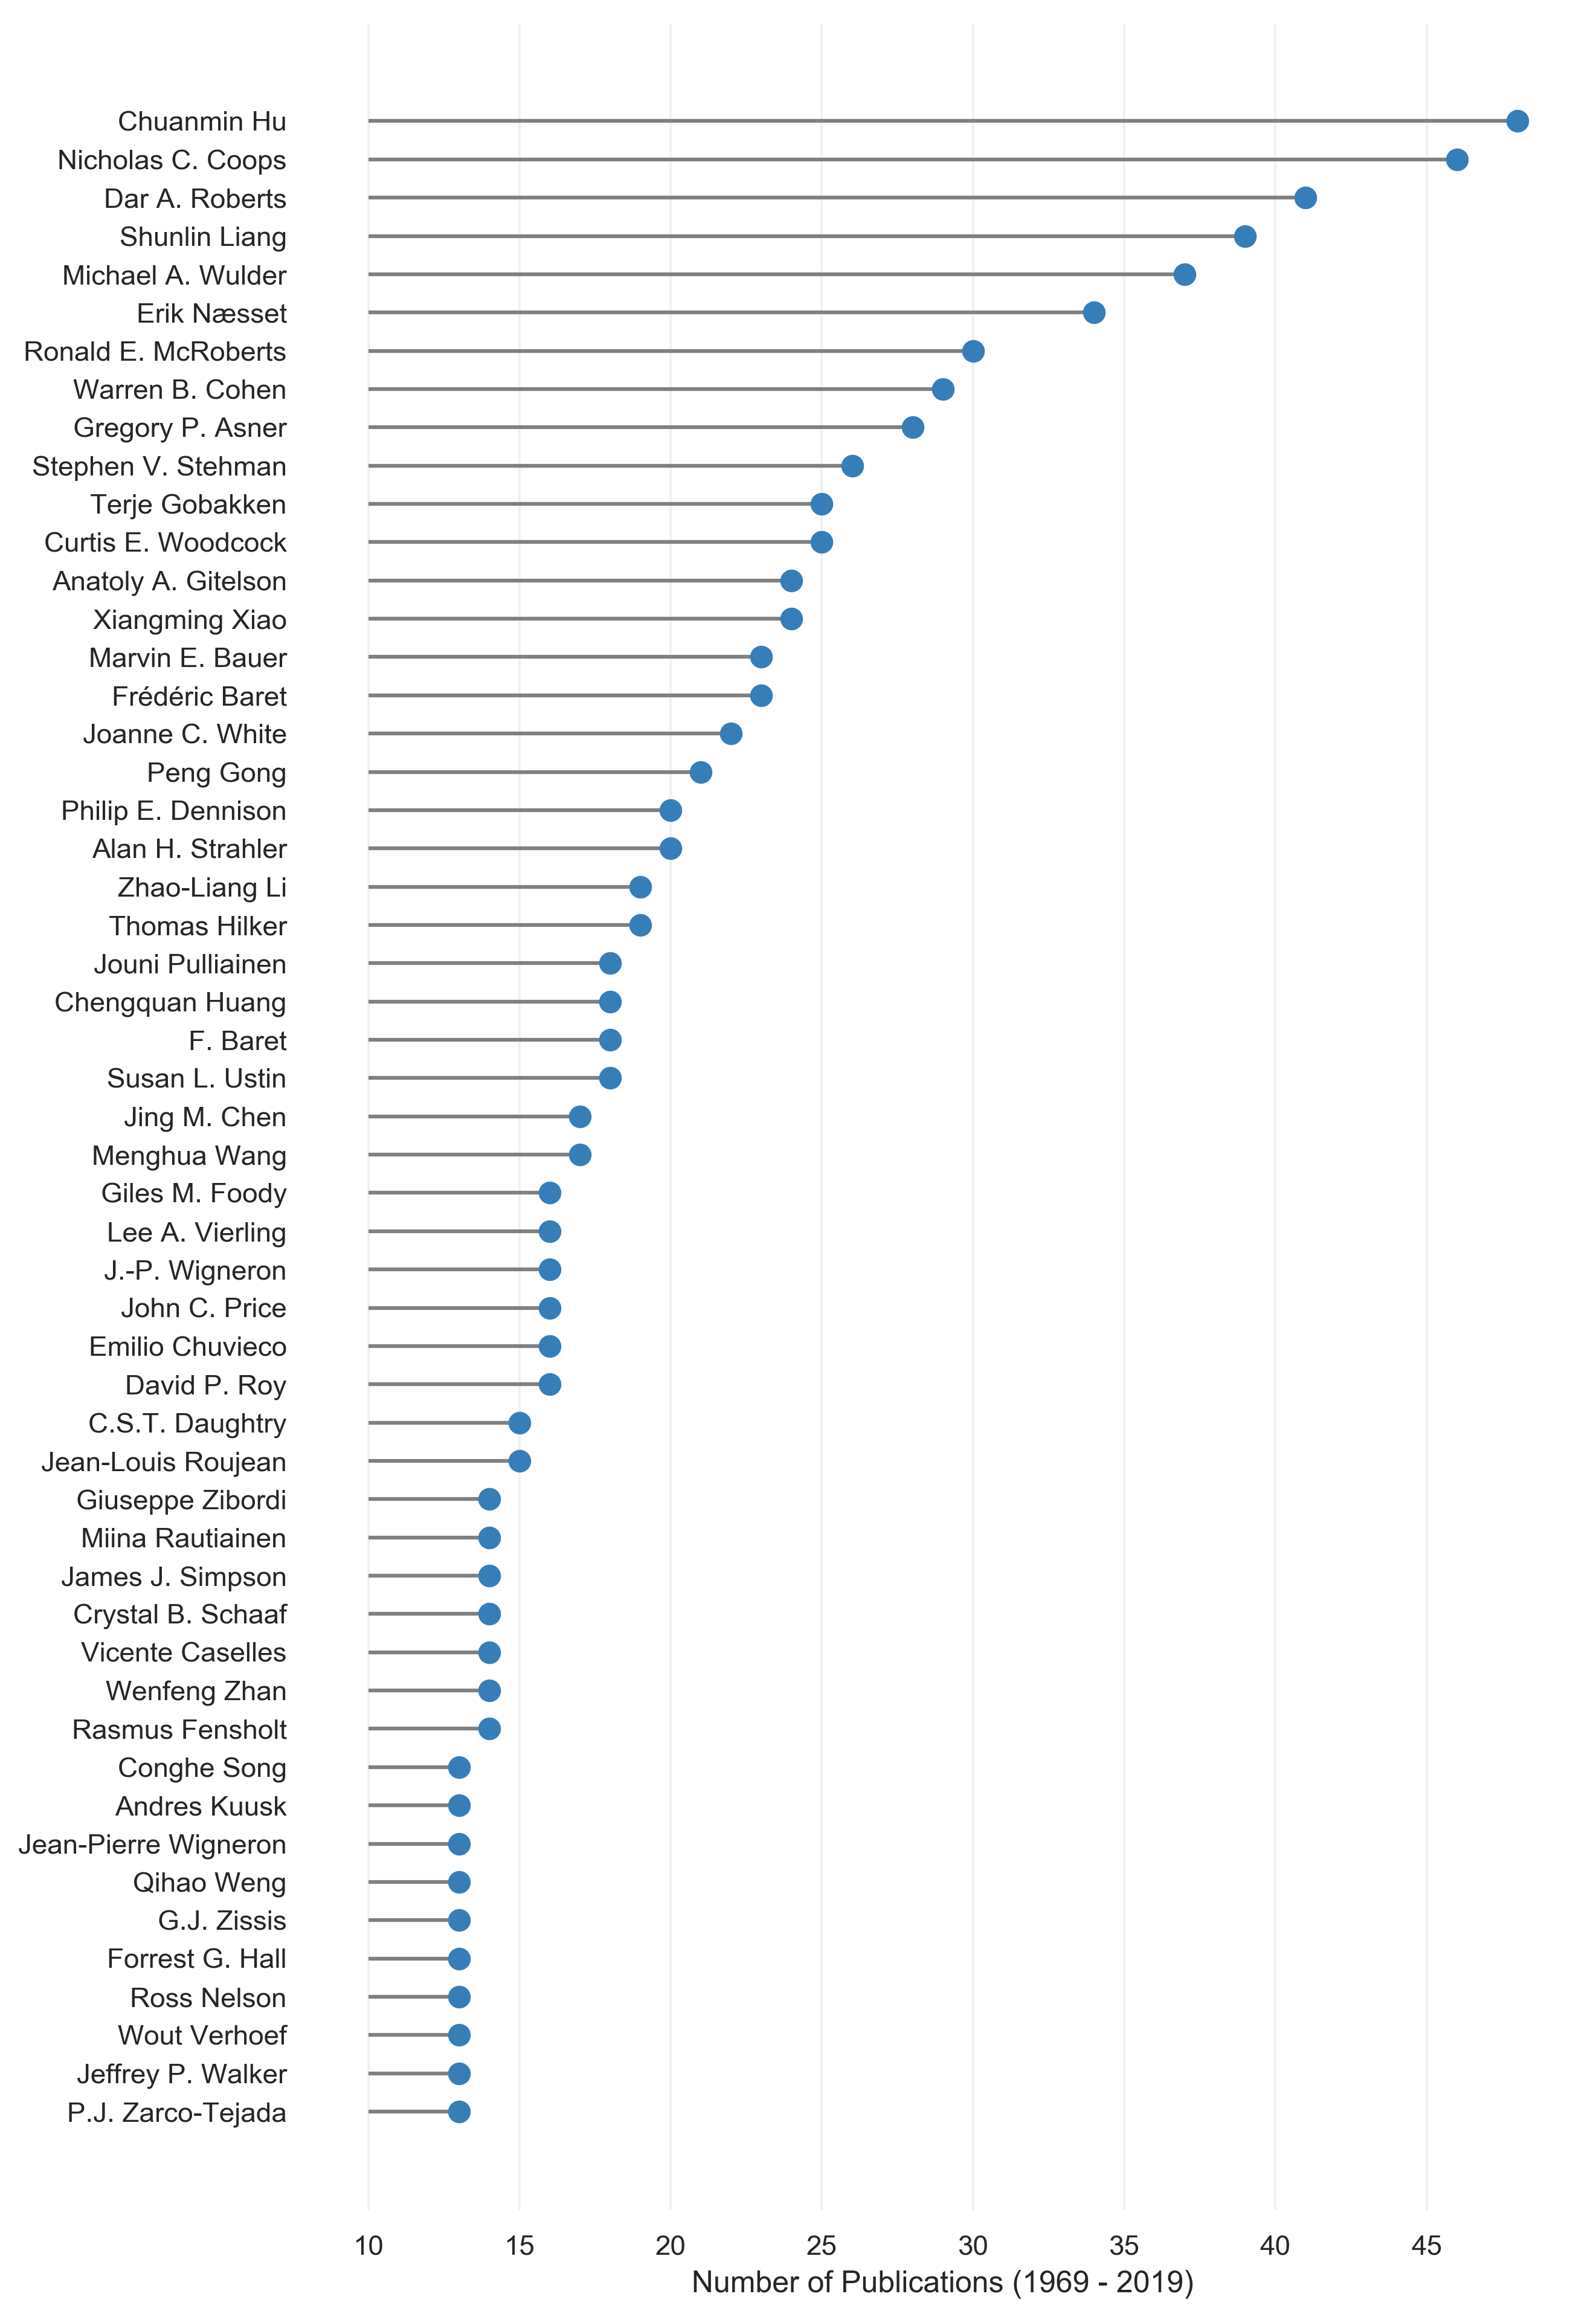 Chuanmin Hu
Nicholas C. Coops
Dar A. Roberts
Shunlin Liang
Michael A. Wulder
Erik Næsset
Ronald E. McRoberts
Warren B. Cohen
Gregory P. Asner
Stephen V. Stehman
Terje Gobakken
Curtis E. Woodcock
Anatoly A. Gitelson
Xiangming Xiao
Marvin E. Bauer
Frédéric Baret
Joanne C. White
Peng Gong
Philip E. Dennison
Alan H. Strahler
Zhao-Liang Li
Thomas Hilker
Jouni Pulliainen
Chengquan Huang
F. Baret
Susan L. Ustin
Jing M. Chen
Menghua Wang
Giles M. Foody
Lee A. Vierling
J.-P. Wigneron
John C. Price
Emilio Chuvieco
David P. Roy
C.S.T. Daughtry
Jean-Louis Roujean
Giuseppe Zibordi
Miina Rautiainen
James J. Simpson
Crystal B. Schaaf
Vicente Caselles
Wenfeng Zhan
Rasmus Fensholt
Conghe Song
Andres Kuusk
Jean-Pierre Wigneron
Qihao Weng
G.J. Zissis
Forrest G. Hall
Ross Nelson
Wout Verhoef
Jeffrey P. Walker
P.J. Zarco-Tejada
10 15 20 25 30 35 40 45
Number of Publications (1969 - 2019)